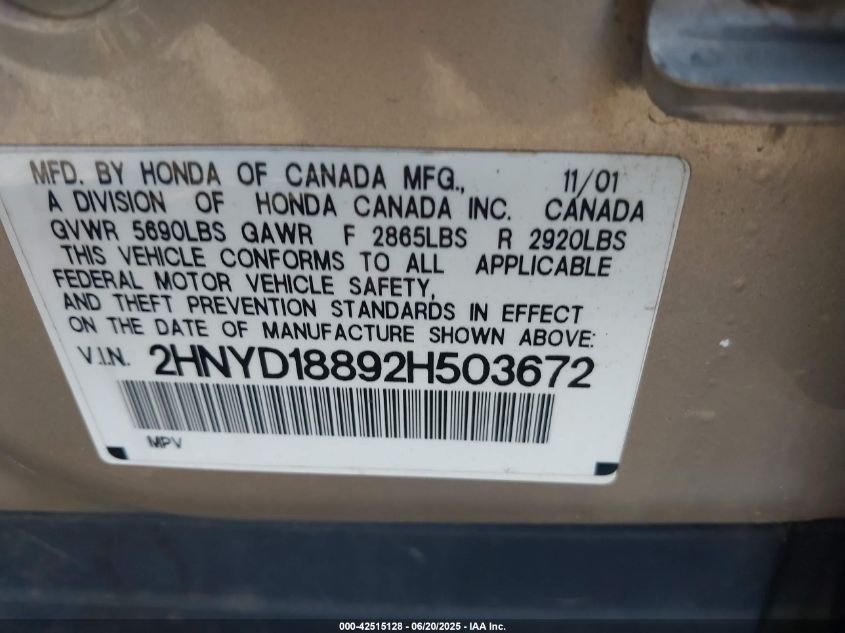 MFD. BY HONDA OF CANADA MFG., 11/01
A DIVISION OF HONDA CANADA INC. CANADA
GVWR 5690LBS GAWR F 2865LBS R 2920LBS
THIS VEHICLE CONFORMS TO ALL APPLICABLE
FEDERAL MOTOR VEHICLE SAFETY,
AND THEFT PREVENTION STANDARDS IN EFFECT
ON THE DATE OF MANUFACTURE SHOWN ABOVE:
V.I.N. 2HNYD18892H503672
MPV
000-42515128 - 06/20/2025 - IAA Inc.